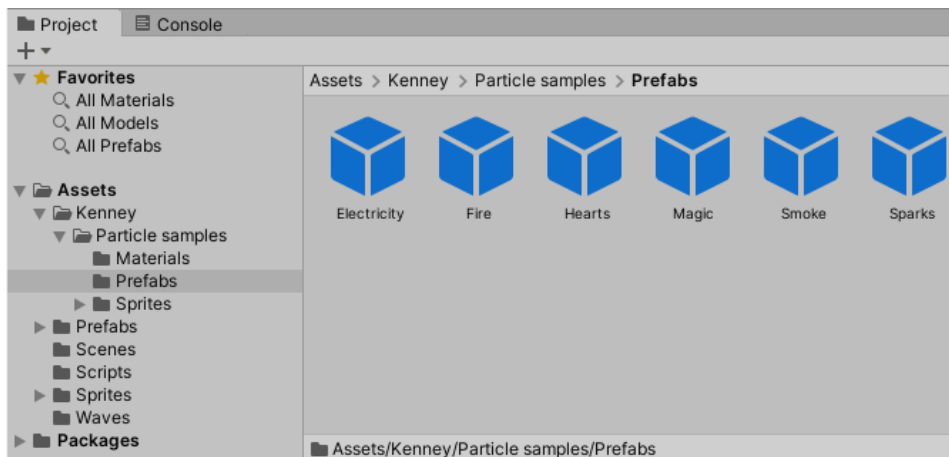 Project
Console
Favorites
All Materials
All Models
All Prefabs
Assets
Kenney
Particle samples
Materials
Prefabs
Sprites
Prefabs
Scenes
Scripts
Sprites
Waves
Packages
Assets > Kenney > Particle samples > Prefabs
Electricity
Fire
Hearts
Magic
Smoke
Sparks
Assets/Kenney/Particle samples/Prefabs